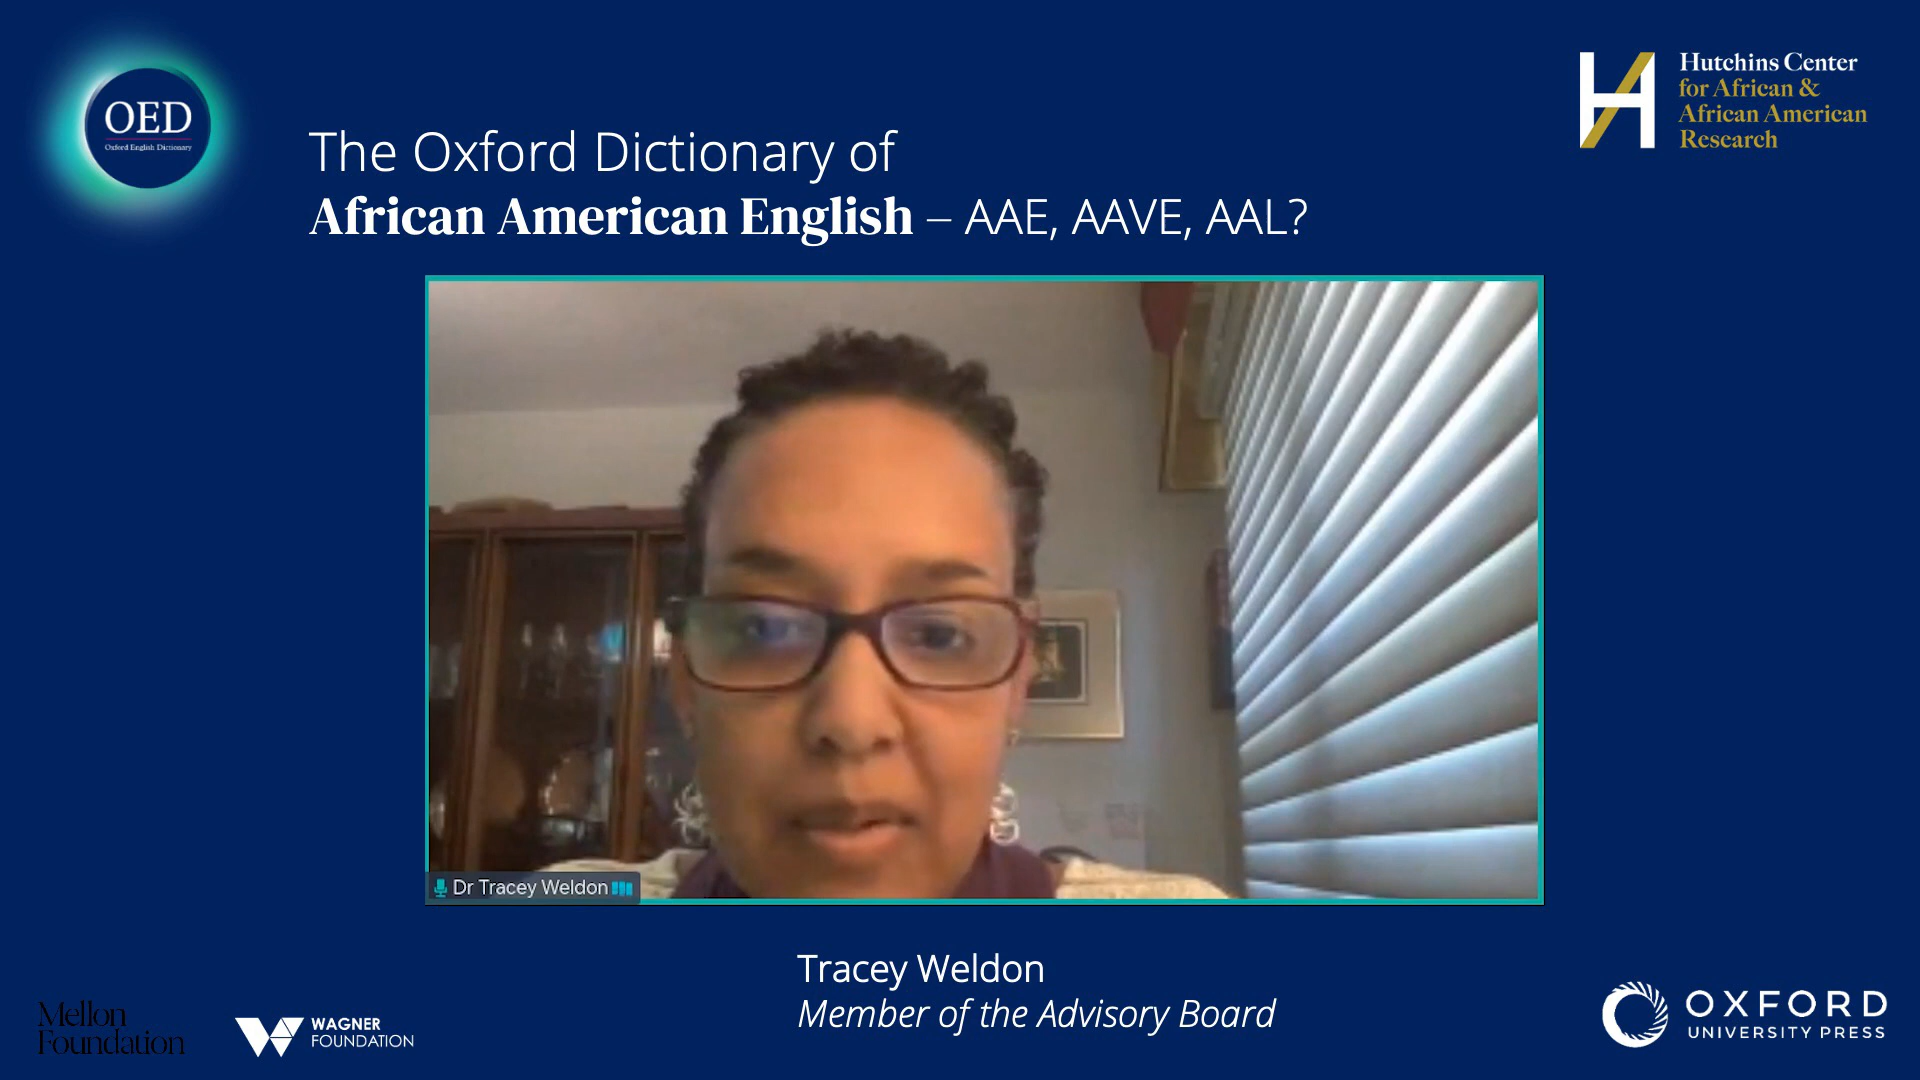 OED
Oxford English Dictionary
The Oxford Dictionary of
African American English – AAE, AAVE, AAL?
Hutchins Center
for African &
African American
Research
Dr Tracey Weldon
Tracey Weldon
Member of the Advisory Board
Mellon
Foundation
WAGNER
FOUNDATION
OXFORD
UNIVERSITY PRESS